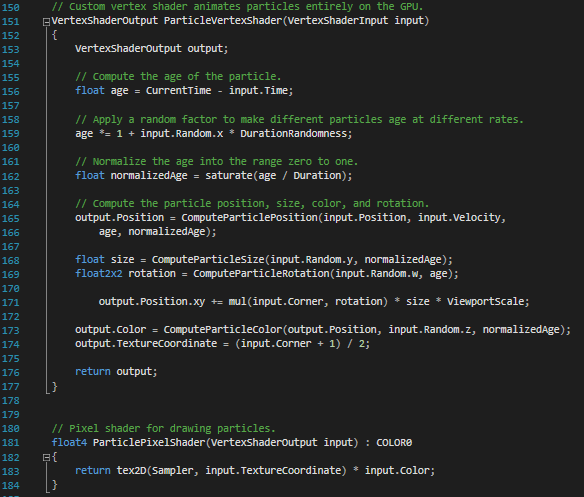 150 // Custom vertex shader animates particles entirely on the GPU.
151 VertexShaderOutput ParticleVertexShader(VertexShaderInput input)
152 {
153     VertexShaderOutput output;
154
155     // Compute the age of the particle.
156     float age = CurrentTime - input.Time;
157
158     // Apply a random factor to make different particles age at different rates.
159     age *= 1 + input.Random.x * DurationRandomness;
160
161     // Normalize the age into the range zero to one.
162     float normalizedAge = saturate(age / Duration);
163
164     // Compute the particle position, size, color, and rotation.
165     output.Position = ComputeParticlePosition(input.Position, input.Velocity,
166         age, normalizedAge);
167
168     float size = ComputeParticleSize(input.Random.y, normalizedAge);
169     float2x2 rotation = ComputeParticleRotation(input.Random.w, age);
170
171         output.Position.xy += mul(input.Corner, rotation) * size * ViewportScale;
172
173     output.Color = ComputeParticleColor(output.Position, input.Random.z, normalizedAge);
174     output.TextureCoordinate = (input.Corner + 1) / 2;
175
176     return output;
177 }
178
179
180 // Pixel shader for drawing particles.
181 float4 ParticlePixelShader(VertexShaderOutput input) : COLOR0
182 {
183     return tex2D(Sampler, input.TextureCoordinate) * input.Color;
184 }